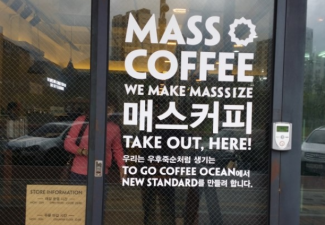 MASS
COFFEE
WE MAKE MASSSIZE
매스커피
TAKE OUT, HERE!
우리는 우후죽순처럼 생기는
TO GO COFFEE OCEAN에서
NEW STANDARD를 만들려 합니다.
STORE INFORMATION